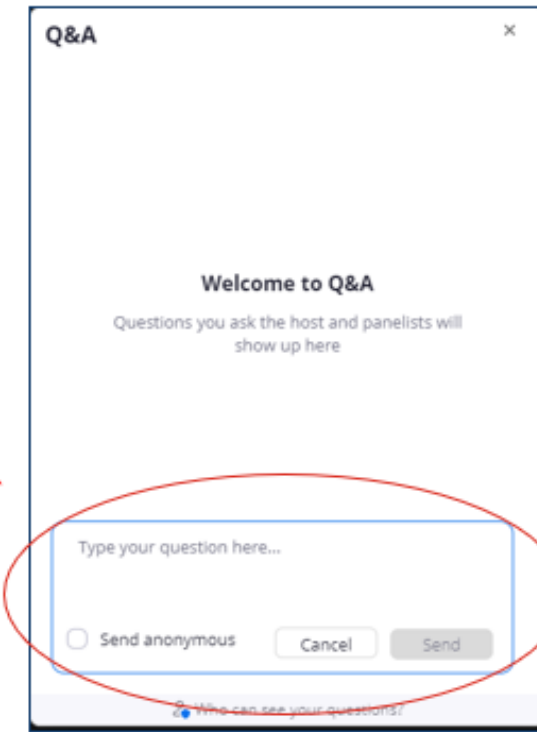 Q&A
Welcome to Q&A
Questions you ask the host and panelists will
show up here
Type your question here...
Send anonymous
Cancel
Send
Who can see your questions?